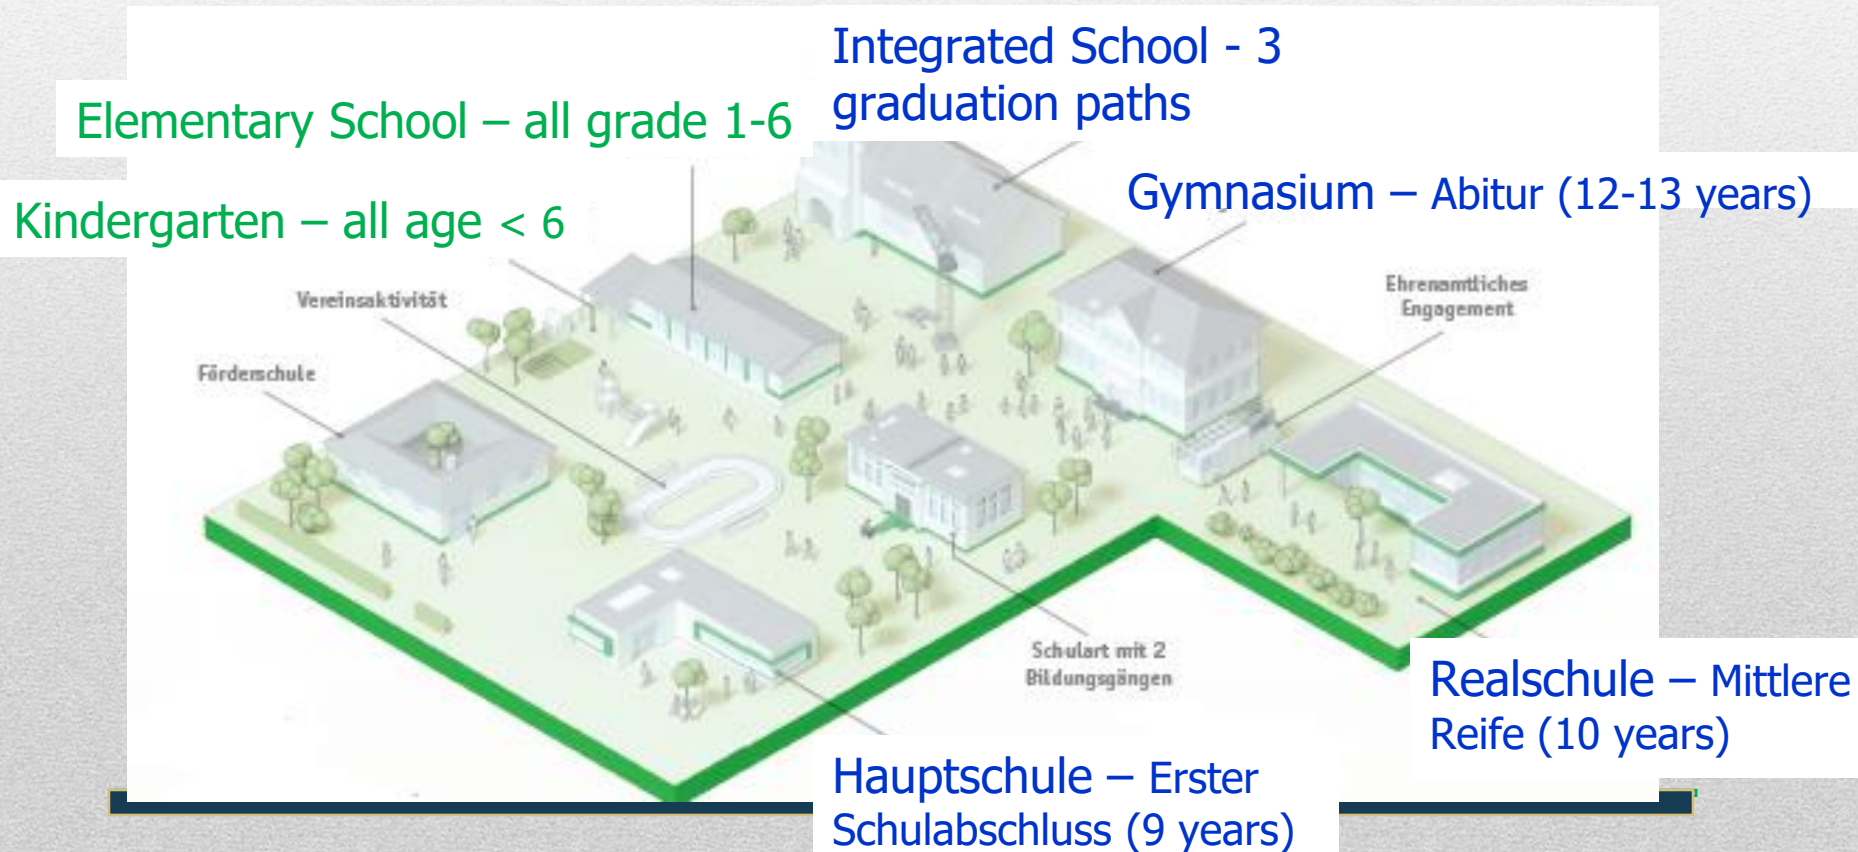 Integrated School - 3
graduation paths
Elementary School – all grade 1-6
Gymnasium – Abitur (12-13 years)
Kindergarten – all age < 6
Vereinsaktivität
Ehrenamtliches
Engagement
Förderschule
Schulart mit 2
Bildungsgängen
Realschule – Mittlere
Reife (10 years)
Hauptschule – Erster
Schulabschluss (9 years)